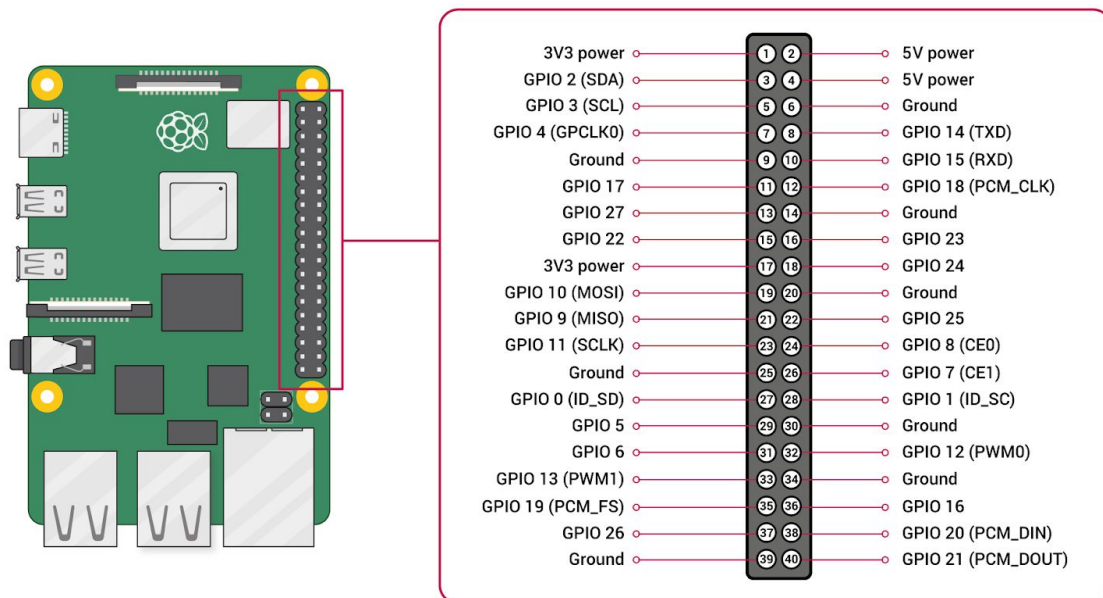 3V3 power 1 2 5V power
GPIO 2 (SDA) 3 4 5V power
GPIO 3 (SCL) 5 6 Ground
GPIO 4 (GPCLK0) 7 8 GPIO 14 (TXD)
Ground 9 10 GPIO 15 (RXD)
GPIO 17 11 12 GPIO 18 (PCM_CLK)
GPIO 27 13 14 Ground
GPIO 22 15 16 GPIO 23
3V3 power 17 18 GPIO 24
GPIO 10 (MOSI) 19 20 Ground
GPIO 9 (MISO) 21 22 GPIO 25
GPIO 11 (SCLK) 23 24 GPIO 8 (CE0)
Ground 25 26 GPIO 7 (CE1)
GPIO 0 (ID_SD) 27 28 GPIO 1 (ID_SC)
GPIO 5 29 30 Ground
GPIO 6 31 32 GPIO 12 (PWM0)
GPIO 13 (PWM1) 33 34 Ground
GPIO 19 (PCM_FS) 35 36 GPIO 16
GPIO 26 37 38 GPIO 20 (PCM_DIN)
Ground 39 40 GPIO 21 (PCM_DOUT)